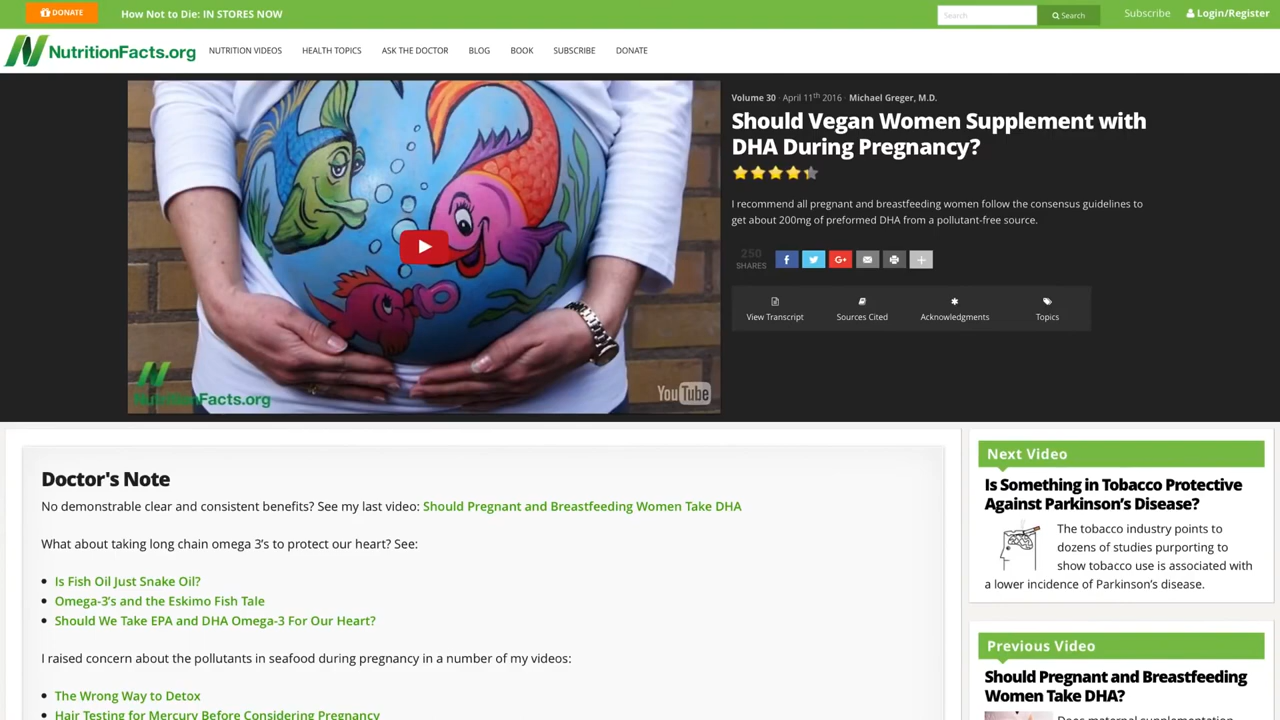 DONATE
How Not to Die: IN STORES NOW
Search
Search
Subscribe
Login/Register
NutritionFacts.org
NUTRITION VIDEOS
HEALTH TOPICS
ASK THE DOCTOR
BLOG
BOOK
SUBSCRIBE
DONATE
Volume 30 · April 11th 2016 · Michael Greger, M.D.
Should Vegan Women Supplement with
DHA During Pregnancy?
I recommend all pregnant and breastfeeding women follow the consensus guidelines to
get about 200mg of preformed DHA from a pollutant-free source.
250
SHARES
f
G+
View Transcript
Sources Cited
Acknowledgments
Topics
NutritionFacts.org
YouTube
Doctor's Note
No demonstrable clear and consistent benefits? See my last video: Should Pregnant and Breastfeeding Women Take DHA
What about taking long chain omega 3's to protect our heart? See:
Is Fish Oil Just Snake Oil?
Omega-3's and the Eskimo Fish Tale
Should We Take EPA and DHA Omega-3 For Our Heart?
I raised concern about the pollutants in seafood during pregnancy in a number of my videos:
The Wrong Way to Detox
Hair Testing for Mercury Before Considering Pregnancy
Next Video
Is Something in Tobacco Protective
Against Parkinson's Disease?
The tobacco industry points to
dozens of studies purporting to
show tobacco use is associated with
a lower incidence of Parkinson's disease.
Previous Video
Should Pregnant and Breastfeeding
Women Take DHA?
Does maternal supplementation